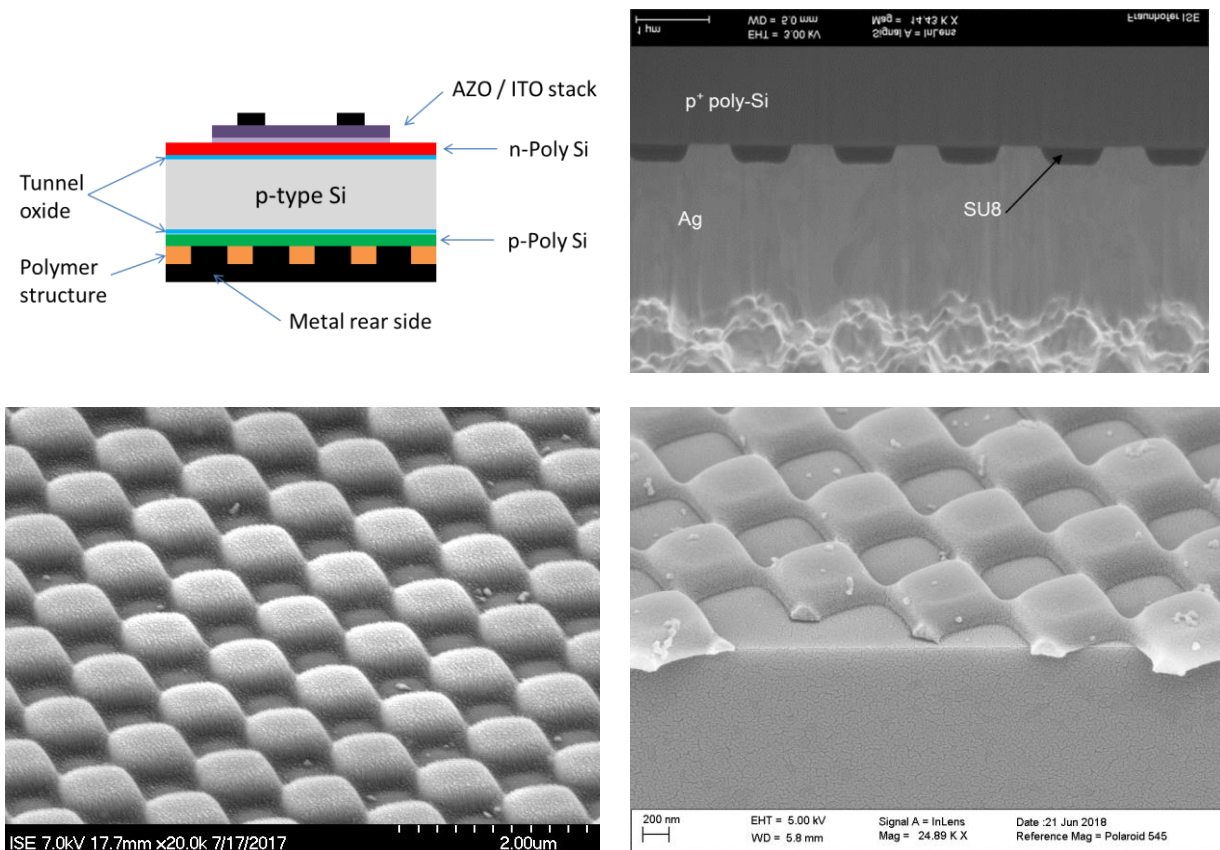 AZO / ITO stack
n-Poly Si
Tunnel
oxide
p-type Si
p-Poly Si
Polymer
structure
Metal rear side
1 µm
WD = 5.0 mm
EHT = 3.00 kV
Mag = 14.43 K X
Signal A = InLens
Fraunhofer ISE
p⁺ poly-Si
SU8
Ag
ISE 7.0kV 17.7mm x20.0k 7/17/2017
2.00um
200 nm
EHT = 5.00 kV
WD = 5.8 mm
Signal A = InLens
Mag = 24.89 K X
Date :21 Jun 2018
Reference Mag = Polaroid 545